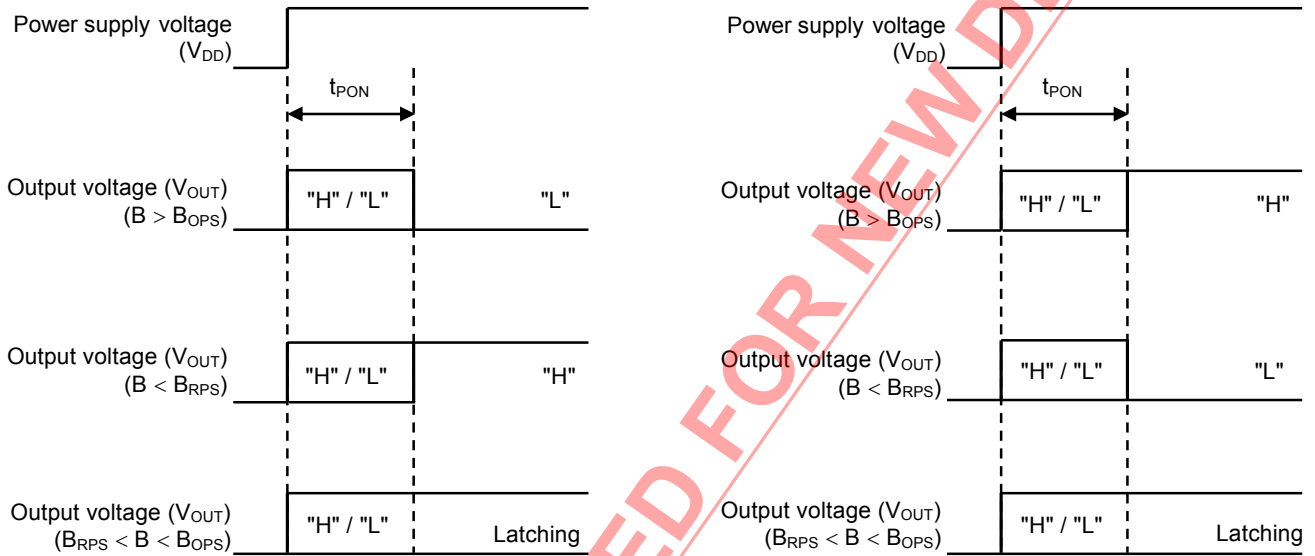 Power supply voltage
(VDD)
tPON
Output voltage (VOUT)
(B > BOPS)
"H" / "L"
"L"
Output voltage (VOUT)
(B < BRPS)
"H" / "L"
"H"
Output voltage (VOUT)
(BRPS < B < BOPS)
"H" / "L"
Latching
Power supply voltage
(VDD)
tPON
Output voltage (VOUT)
(B > BOPS)
"H" / "L"
"H"
Output voltage (VOUT)
(B < BRPS)
"H" / "L"
"L"
Output voltage (VOUT)
(BRPS < B < BOPS)
"H" / "L"
Latching
ED FOR NEW D